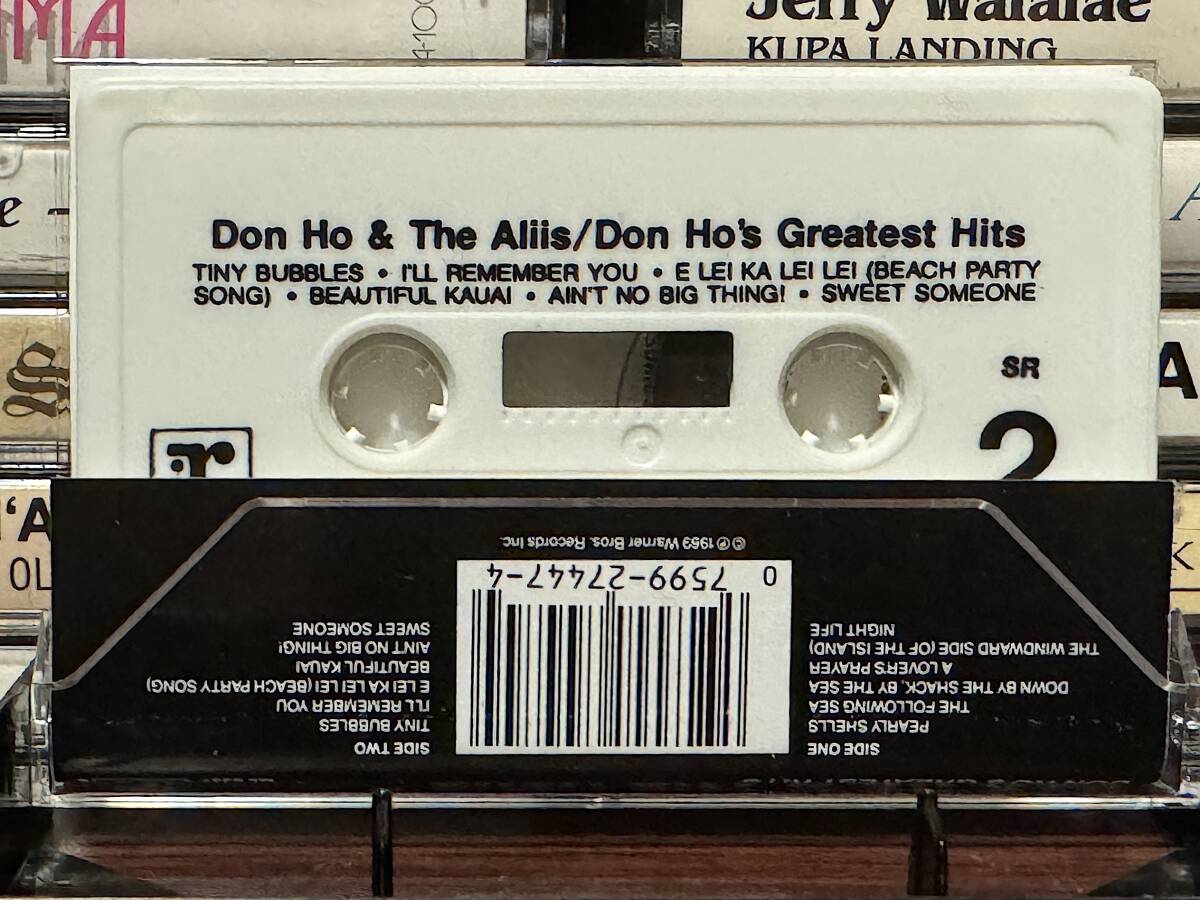 Jerry Walalae
KUPA LANDING
Don Ho & The Aliis/Don Ho's Greatest Hits
TINY BUBBLES • I'LL REMEMBER YOU • E LEI KA LEI LEI (BEACH PARTY
SONG) • BEAUTIFUL KAUAI • AIN'T NO BIG THING! • SWEET SOMEONE
SR
2
r
'A
OL
A
K
SIDE ONE
PEARLY SHELLS
THE FOLLOWING SEA
DOWN BY THE SHACK, BY THE SEA
A LOVER'S PRAYER
THE WINDWARD SIDE (OF THE ISLAND)
NIGHT LIFE
SIDE TWO
TINY BUBBLES
I'LL REMEMBER YOU
E LEI KA LEI LEI (BEACH PARTY SONG)
BEAUTIFUL KAUAI
AIN'T NO BIG THING!
SWEET SOMEONE
0 7599-27447-4
Warner Bros. Records Inc.